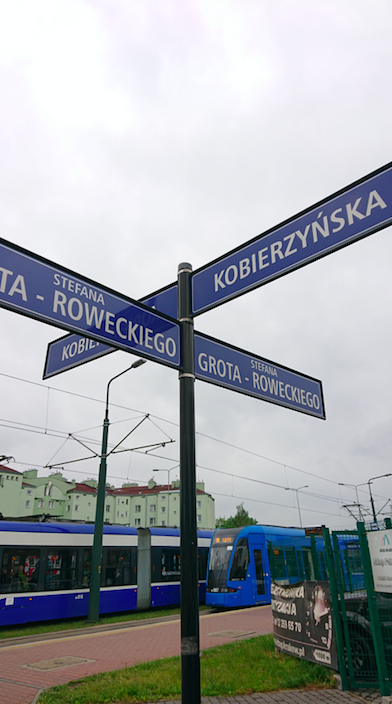 KOBIERZYŃSKA
STEFANA
TA - ROWECKIEGO
KOBIE
STEFANA
GROTA - ROWECKIEGO